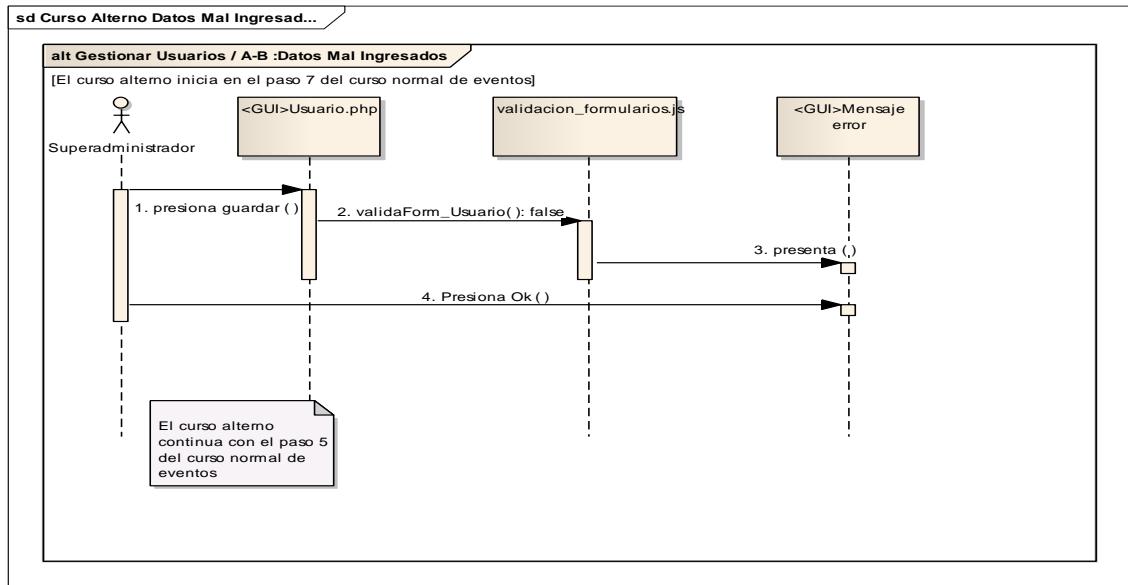 sd Curso Alterno Datos Mal Ingresad...
alt Gestionar Usuarios / A-B :Datos Mal Ingresados
[El curso alterno inicia en el paso 7 del curso normal de eventos]
Superadministrador
<GUI>Usuario.php
validacion_formularios.js
<GUI>Mensaje
error
1. presiona guardar ( )
2. validaForm_Usuario( ): false
3. presenta ( )
4. Presiona Ok ( )
El curso alterno
continua con el paso 5
del curso normal de
eventos